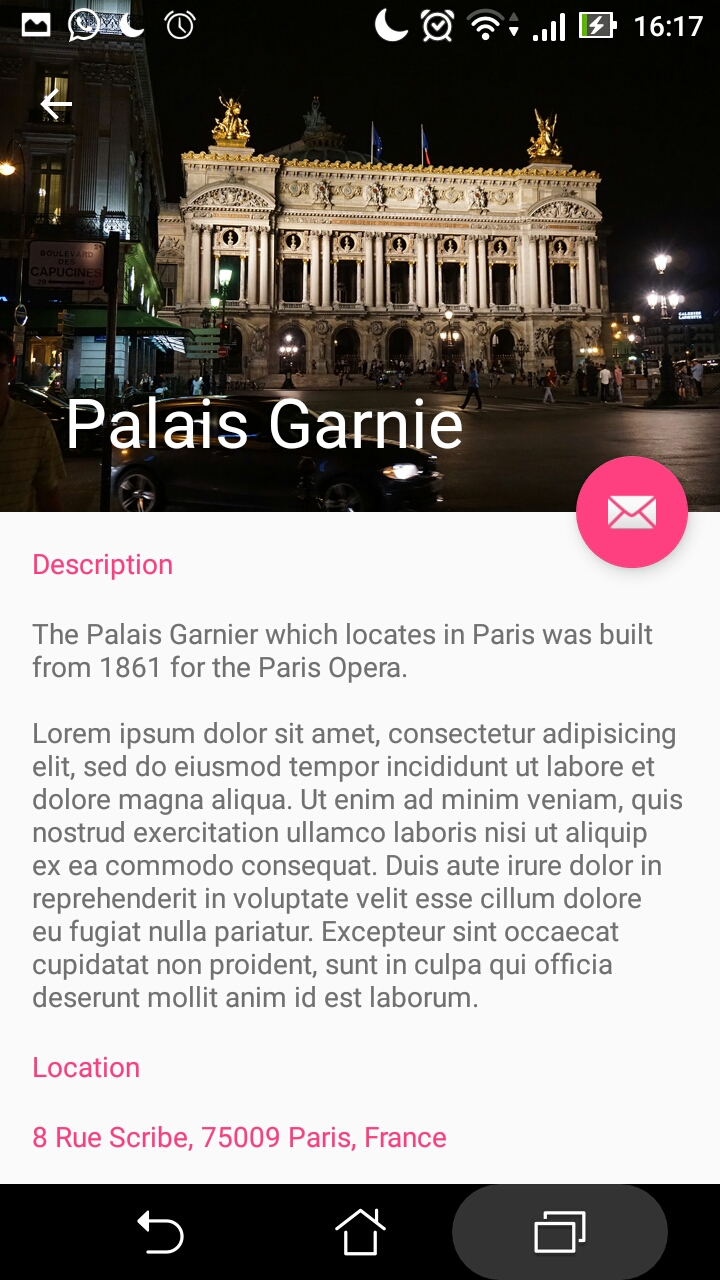 16:17
BOULEVARD
DES
CAPUCINES
GALERIES
LAFAYETTE
Palais Garnie
Description
The Palais Garnier which locates in Paris was built
from 1861 for the Paris Opera.
Lorem ipsum dolor sit amet, consectetur adipisicing
elit, sed do eiusmod tempor incididunt ut labore et
dolore magna aliqua. Ut enim ad minim veniam, quis
nostrud exercitation ullamco laboris nisi ut aliquip
ex ea commodo consequat. Duis aute irure dolor in
reprehenderit in voluptate velit esse cillum dolore
eu fugiat nulla pariatur. Excepteur sint occaecat
cupidatat non proident, sunt in culpa qui officia
deserunt mollit anim id est laborum.
Location
8 Rue Scribe, 75009 Paris, France